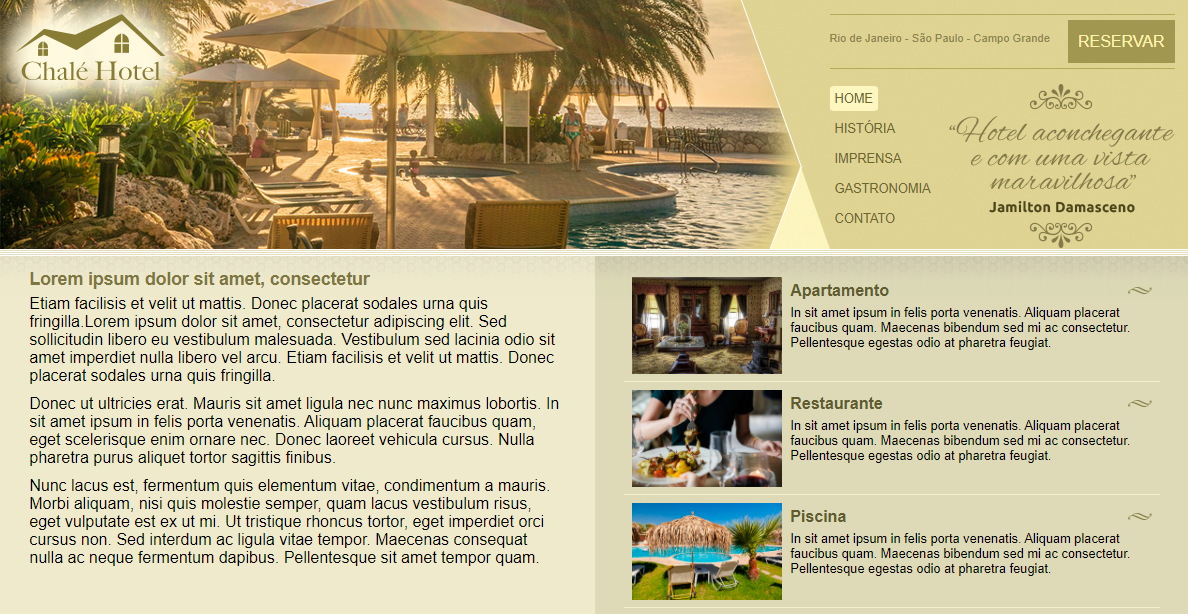 Chalé Hotel
Rio de Janeiro - São Paulo - Campo Grande
RESERVAR
HOME
HISTÓRIA
IMPRENSA
GASTRONOMIA
CONTATO
“Hotel aconchegante
e com uma vista
maravilhosa”
Jamilton Damasceno
Lorem ipsum dolor sit amet, consectetur
Etiam facilisis et velit ut mattis. Donec placerat sodales urna quis
fringilla.Lorem ipsum dolor sit amet, consectetur adipiscing elit. Sed
sollicitudin libero eu vestibulum malesuada. Vestibulum sed lacinia odio sit
amet imperdiet nulla libero vel arcu. Etiam facilisis et velit ut mattis. Donec
placerat sodales urna quis fringilla.
Donec ut ultricies erat. Mauris sit amet ligula nec nunc maximus lobortis. In
sit amet ipsum in felis porta venenatis. Aliquam placerat faucibus quam,
eget scelerisque enim ornare nec. Donec laoreet vehicula cursus. Nulla
pharetra purus aliquet tortor sagittis finibus.
Nunc lacus est, fermentum quis elementum vitae, condimentum a mauris.
Morbi aliquam, nisi quis molestie semper, quam lacus vestibulum risus,
eget vulputate est ex ut mi. Ut tristique rhoncus tortor, eget imperdiet orci
cursus non. Sed interdum ac ligula vitae tempor. Maecenas consequat
nulla ac neque fermentum dapibus. Pellentesque sit amet tempor quam.
Apartamento
In sit amet ipsum in felis porta venenatis. Aliquam placerat
faucibus quam. Maecenas bibendum sed mi ac consectetur.
Pellentesque egestas odio at pharetra feugiat.
Restaurante
In sit amet ipsum in felis porta venenatis. Aliquam placerat
faucibus quam. Maecenas bibendum sed mi ac consectetur.
Pellentesque egestas odio at pharetra feugiat.
Piscina
In sit amet ipsum in felis porta venenatis. Aliquam placerat
faucibus quam. Maecenas bibendum sed mi ac consectetur.
Pellentesque egestas odio at pharetra feugiat.